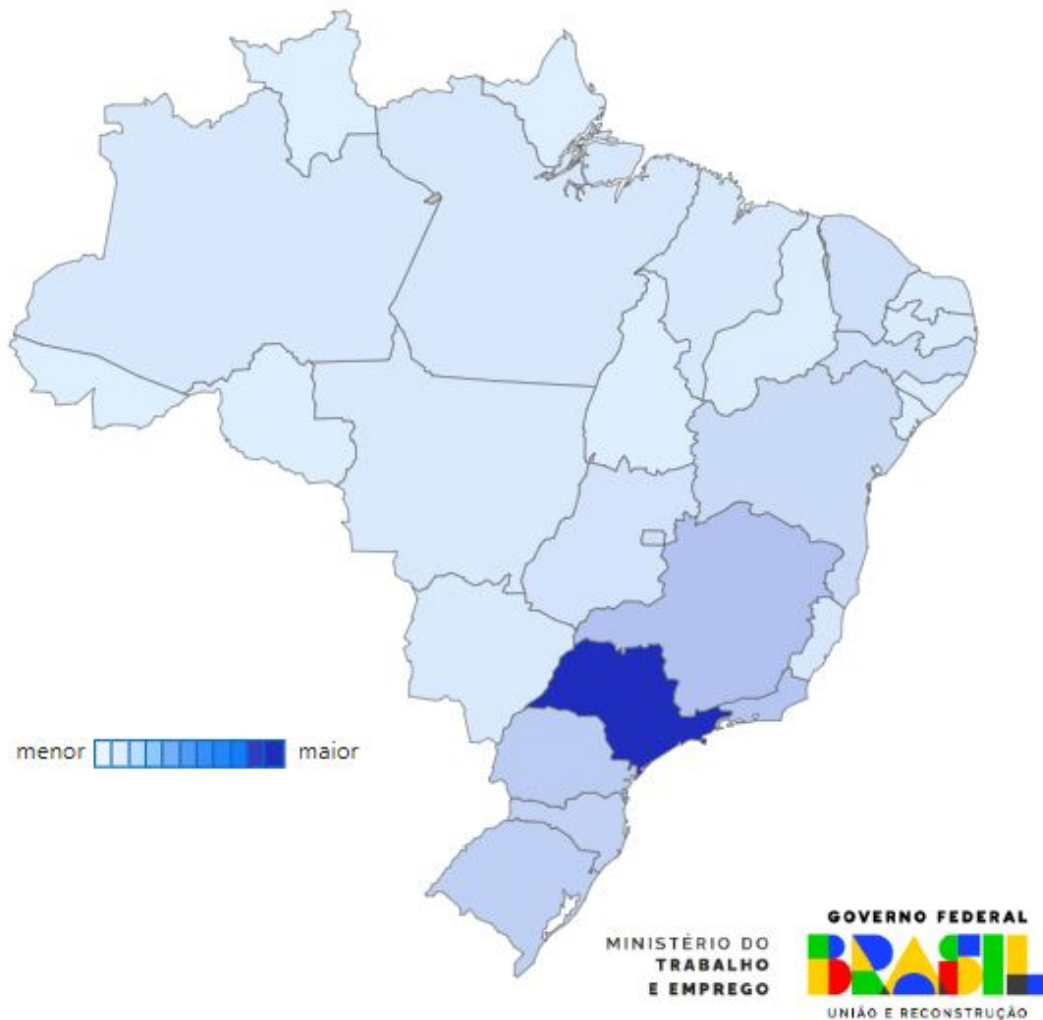 menor
maior
MINISTÉRIO DO
TRABALHO
E EMPREGO
GOVERNO FEDERAL
BRASIL
UNIÃO E RECONSTRUÇÃO